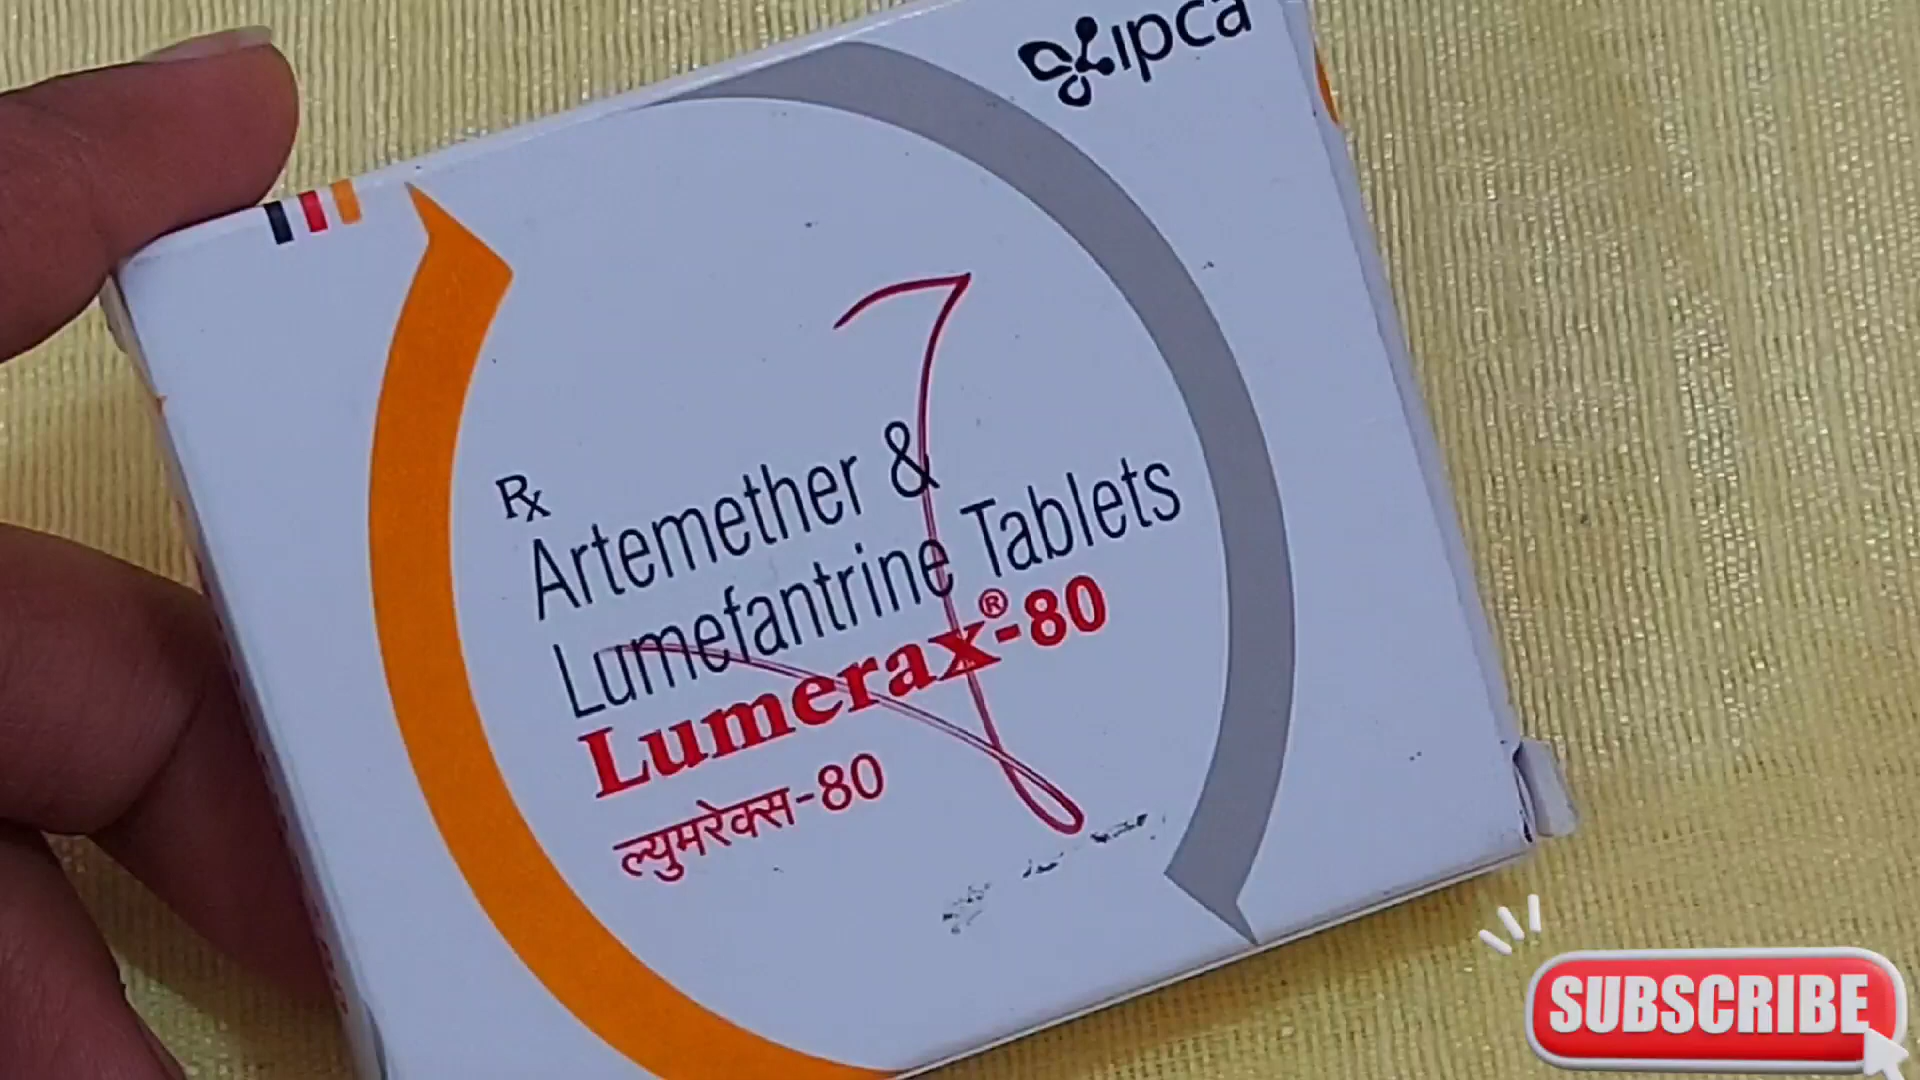 ipca
Rx
Artemether &
Lumefantrine Tablets
Lumerax®-80
ल्युमरेक्स-80
SUBSCRIBE